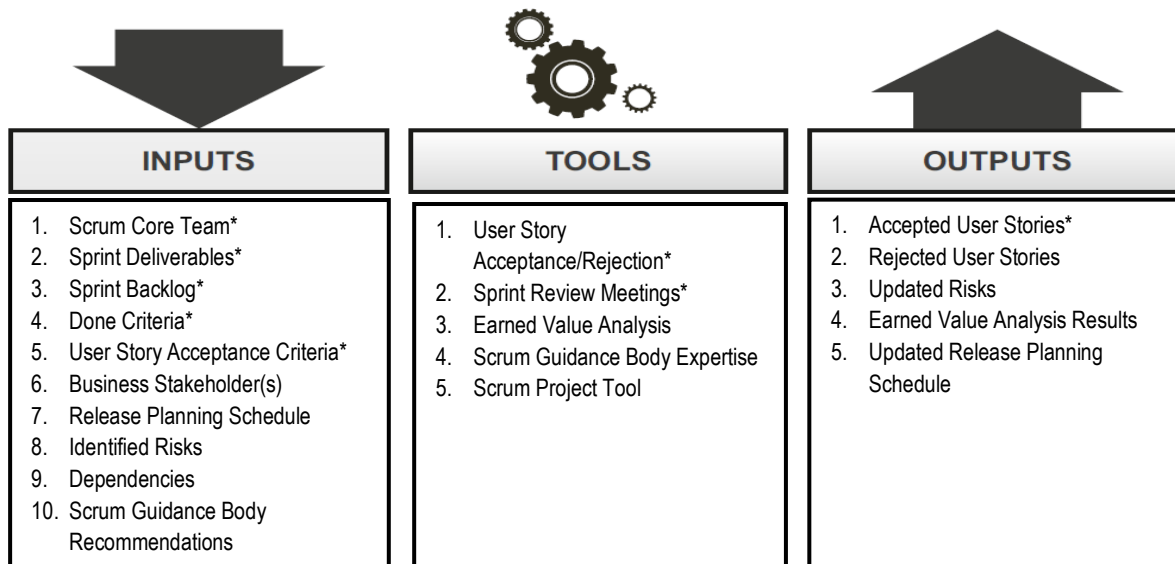 INPUTS
1. Scrum Core Team*
2. Sprint Deliverables*
3. Sprint Backlog*
4. Done Criteria*
5. User Story Acceptance Criteria*
6. Business Stakeholder(s)
7. Release Planning Schedule
8. Identified Risks
9. Dependencies
10. Scrum Guidance Body
Recommendations
TOOLS
1. User Story
Acceptance/Rejection*
2. Sprint Review Meetings*
3. Earned Value Analysis
4. Scrum Guidance Body Expertise
5. Scrum Project Tool
OUTPUTS
1. Accepted User Stories*
2. Rejected User Stories
3. Updated Risks
4. Earned Value Analysis Results
5. Updated Release Planning
Schedule